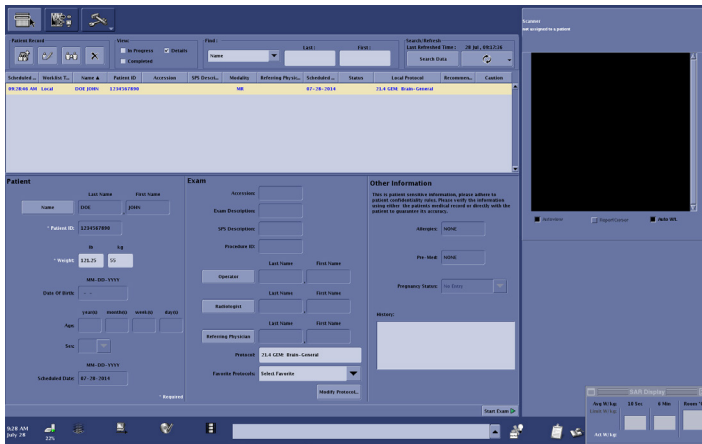 Scanner
not assigned to a patient
Patient Record
View:
In Progress
Details
Completed
Find:
Name
Last :
First :
Search/Refresh
Last Refreshed Time : 28 Jul, 09:17:36
Search Data
Scheduled ... Worklist T... Name ▲ Patient ID Accession SPS Descri... Modality Referring Physic... Scheduled ... Status Local Protocol Recommen... Caution
09:28:46 AM Local DOE JOHN 1234567890 MR 07-28-2014 21.4 GEM: Brain-General
Patient
Last Name First Name
Name DOE , JOHN
* Patient ID: 1234567890
lb kg
* Weight: 121.25 55
MM-DD-YYYY
Date Of Birth: - -
year(s) month(s) week(s) day(s)
Age:
Sex:
MM-DD-YYYY
Scheduled Date: 07-28-2014
* Required
Exam
Accession:
Exam Description:
SPS Description:
Procedure ID:
Last Name First Name
Operator ,
Last Name First Name
Radiologist ,
Last Name First Name
Referring Physician ,
Protocol: 21.4 GEM: Brain-General
Favorite Protocols: Select Favorite
Modify Protocol...
Other Information
This is patient sensitive information, please adhere to
patient confidentiality rules. Please verify the information
using either the patients medical record or directly with the
patient to guarantee its accuracy.
Allergies: NONE
Pre-Med: NONE
Pregnancy Status: No Entry
History:
Start Exam
Autoview
Report Cursor
Auto W/L
SAR Display
Avg W/kg: 10 Sec 6 Min
Limit W/kg:
Act W/kg:
9:28 AM
July 28
22%